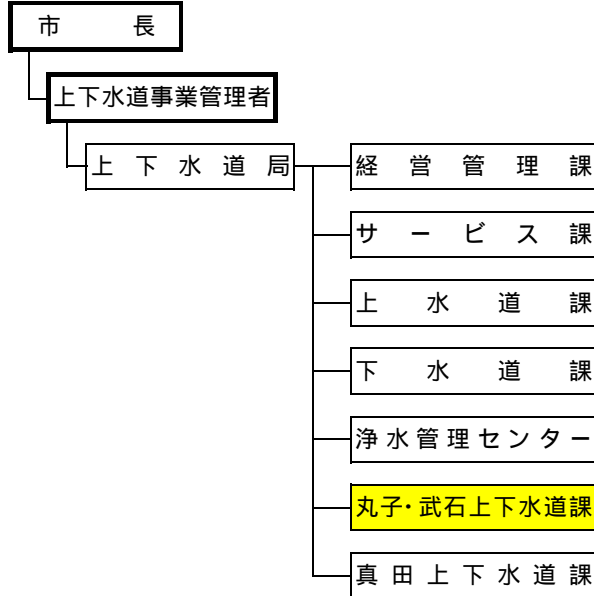 市長
上下水道事業管理者
上下水道局
経営管理課
サービス課
上水道課
下水道課
浄水管理センター
丸子・武石上下水道課
真田上下水道課